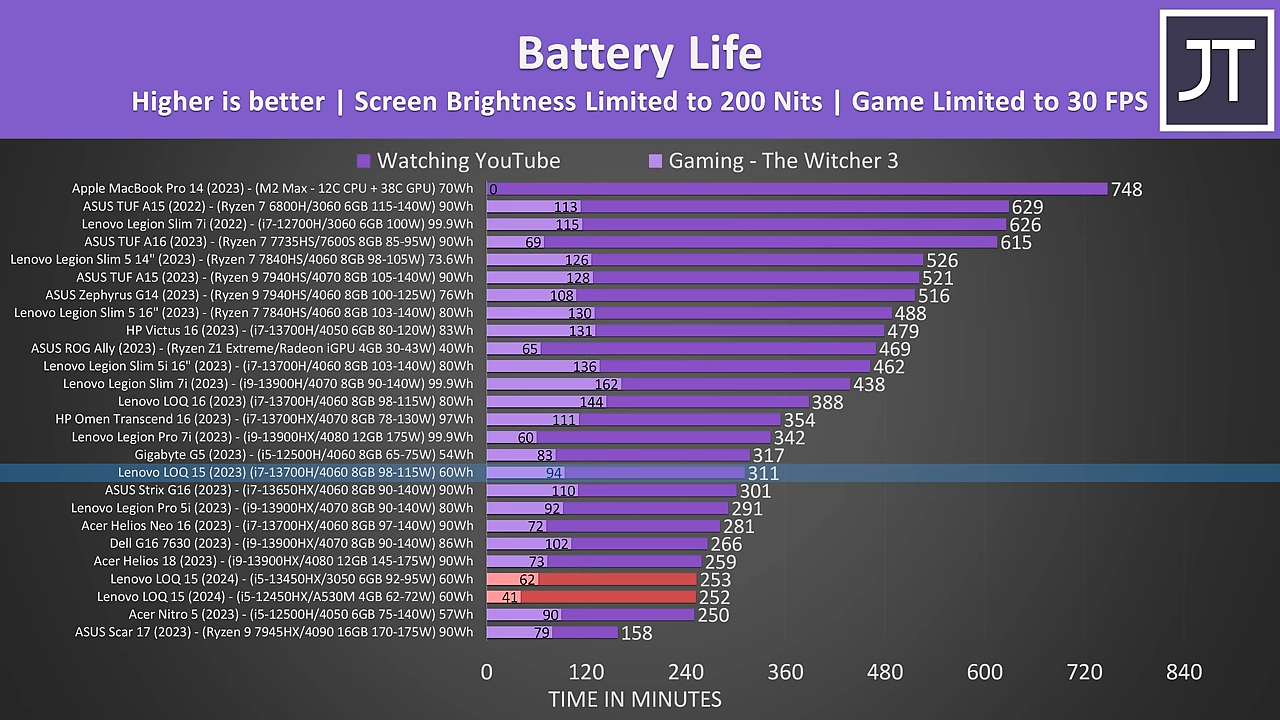 Battery Life
Higher is better | Screen Brightness Limited to 200 Nits | Game Limited to 30 FPS
JT
Watching YouTube Gaming - The Witcher 3
Apple MacBook Pro 14 (2023) - (M2 Max - 12C CPU + 38C GPU) 70Wh 0 748
ASUS TUF A15 (2022) - (Ryzen 7 6800H/3060 6GB 115-140W) 90Wh 113 629
Lenovo Legion Slim 7i (2022) - (i7-12700H/3060 6GB 100W) 99.9Wh 115 626
ASUS TUF A16 (2023) - (Ryzen 7 7735HS/7600S 8GB 85-95W) 90Wh 69 615
Lenovo Legion Slim 5 14" (2023) - (Ryzen 7 7840HS/4060 8GB 98-105W) 73.6Wh 126 526
ASUS TUF A15 (2023) - (Ryzen 9 7940HS/4070 8GB 105-140W) 90Wh 128 521
ASUS Zephyrus G14 (2023) - (Ryzen 9 7940HS/4060 8GB 100-125W) 76Wh 108 516
Lenovo Legion Slim 5 16" (2023) - (Ryzen 7 7840HS/4060 8GB 103-140W) 80Wh 130 488
HP Victus 16 (2023) - (i7-13700H/4050 6GB 80-120W) 83Wh 131 479
ASUS ROG Ally (2023) - (Ryzen Z1 Extreme/Radeon iGPU 4GB 30-43W) 40Wh 65 469
Lenovo Legion Slim 5i 16" (2023) - (i7-13700H/4060 8GB 103-140W) 80Wh 136 462
Lenovo Legion Slim 7i (2023) - (i9-13900H/4070 8GB 90-140W) 99.9Wh 162 438
Lenovo LOQ 16 (2023) - (i7-13700H/4060 8GB 98-115W) 80Wh 144 388
HP Omen Transcend 16 (2023) - (i7-13700HX/4070 8GB 78-130W) 97Wh 111 354
Lenovo Legion Pro 7i (2023) - (i9-13900HX/4080 12GB 175W) 99.9Wh 60 342
Gigabyte G5 (2023) - (i5-12500H/4060 8GB 65-75W) 54Wh 83 317
Lenovo LOQ 15 (2023) (i7-13700H/4060 8GB 98-115W) 60Wh 94 311
ASUS Strix G16 (2023) - (i7-13650HX/4060 8GB 90-140W) 90Wh 110 301
Lenovo Legion Pro 5i (2023) - (i9-13900HX/4070 8GB 90-140W) 80Wh 92 291
Acer Helios Neo 16 (2023) - (i7-13700HX/4060 8GB 97-140W) 90Wh 72 281
Dell G16 7630 (2023) - (i9-13900HX/4070 8GB 90-140W) 86Wh 102 266
Acer Helios 18 (2023) - (i9-13900HX/4080 12GB 145-175W) 90Wh 73 259
Lenovo LOQ 15 (2024) - (i5-13450HX/3050 6GB 92-95W) 60Wh 62 253
Lenovo LOQ 15 (2024) - (i5-12450HX/A530M 4GB 62-72W) 60Wh 41 252
Acer Nitro 5 (2023) - (i5-12500H/4050 6GB 75-140W) 57Wh 90 250
ASUS Scar 17 (2023) - (Ryzen 9 7945HX/4090 16GB 170-175W) 90Wh 79 158
0 120 240 360 480 600 720 840
TIME IN MINUTES